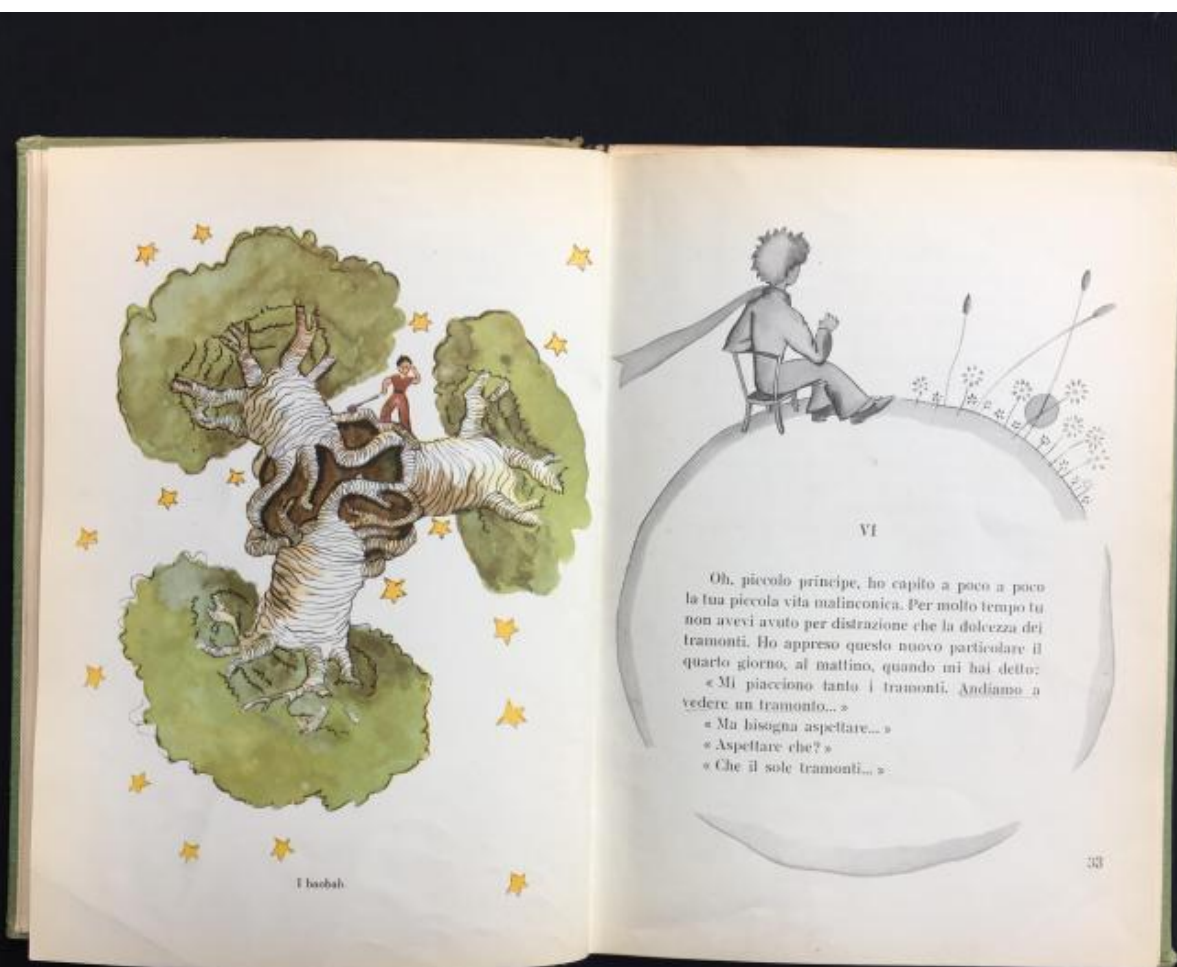 I baobab.
VI
Oh, piccolo principe, ho capito a poco a poco
la tua piccola vita malinconica. Per molto tempo tu
non avevi avuto per distrazione che la dolcezza dei
tramonti. Ho appreso questo nuovo particolare il
quarto giorno, al mattino, quando mi hai detto:
« Mi piacciono tanto i tramonti. Andiamo a
vedere un tramonto... »
« Ma bisogna aspettare... »
« Aspettare che? »
« Che il sole tramonti... »
33